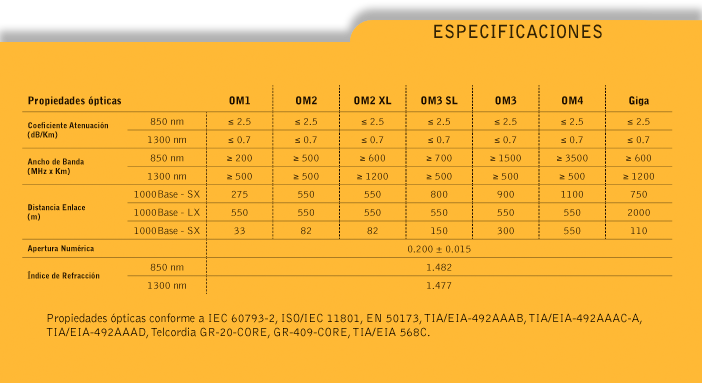 ESPECIFICACIONES
Propiedades ópticas OM1 OM2 OM2 XL OM3 SL OM3 OM4 Giga
Coeficiente Atenuación (dB/Km) 850 nm ≤ 2.5 ≤ 2.5 ≤ 2.5 ≤ 2.5 ≤ 2.5 ≤ 2.5 ≤ 2.5
1300 nm ≤ 0.7 ≤ 0.7 ≤ 0.7 ≤ 0.7 ≤ 0.7 ≤ 0.7 ≤ 0.7
Ancho de Banda (MHz x Km) 850 nm ≥ 200 ≥ 500 ≥ 600 ≥ 700 ≥ 1500 ≥ 3500 ≥ 600
1300 nm ≥ 500 ≥ 500 ≥ 1200 ≥ 500 ≥ 500 ≥ 500 ≥ 1200
Distancia Enlace (m) 1000Base - SX 275 550 550 800 900 1100 750
1000Base - LX 550 550 550 550 550 550 2000
1000Base - SX 33 82 82 150 300 550 110
Apertura Numérica 0.200 ± 0.015
Índice de Refracción 850 nm 1.482
1300 nm 1.477
Propiedades ópticas conforme a IEC 60793-2, ISO/IEC 11801, EN 50173, TIA/EIA-492AAAB, TIA/EIA-492AAAC-A,
TIA/EIA-492AAAD, Telcordia GR-20-CORE, GR-409-CORE, TIA/EIA 568C.